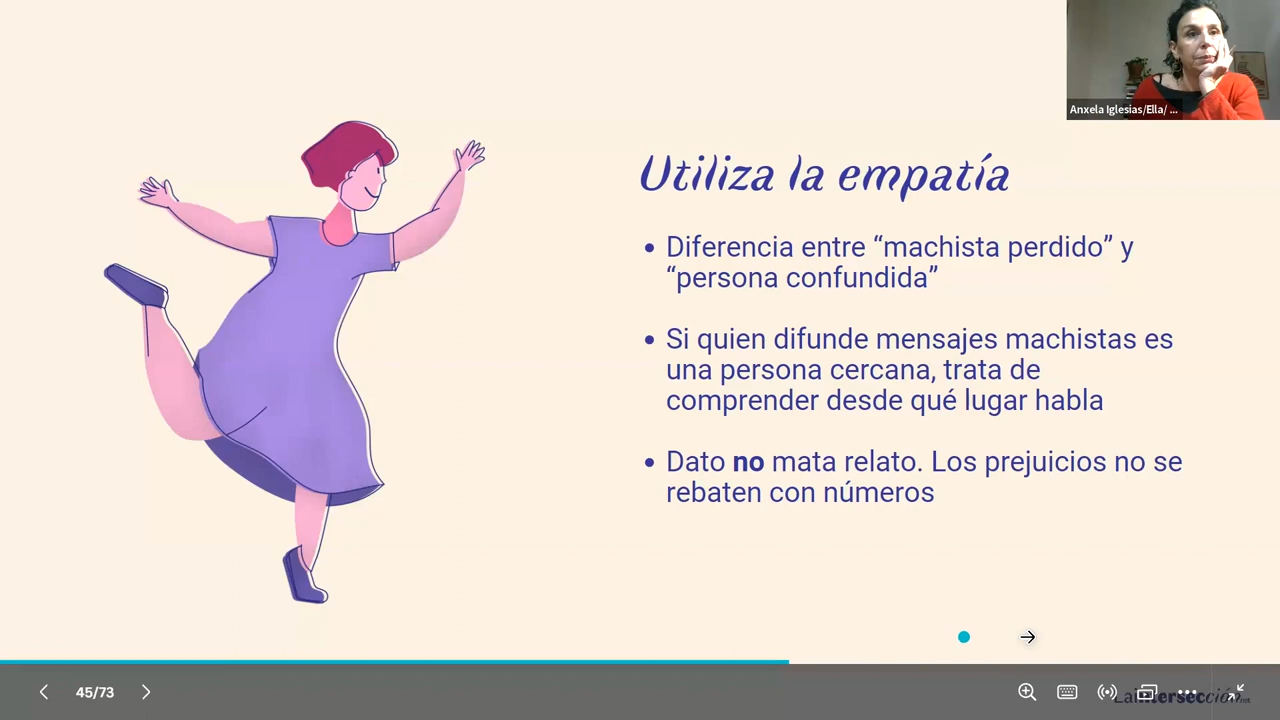 Anxela Iglesias/Ella/ ...
Utiliza la empatía
• Diferencia entre “machista perdido” y
“persona confundida”
• Si quien difunde mensajes machistas es
una persona cercana, trata de
comprender desde qué lugar habla
• Dato no mata relato. Los prejuicios no se
rebaten con números
45/73
Laintersección.net